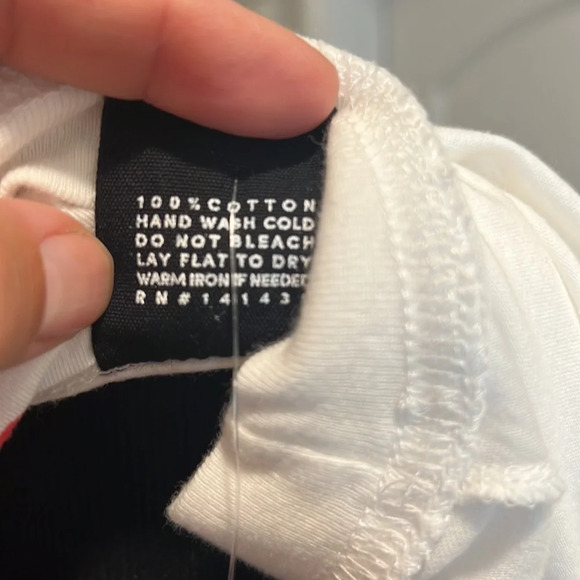 100% COTTON
HAND WASH COLD
DO NOT BLEACH
LAY FLAT TO DRY
WARM IRON IF NEEDED
RN#14143